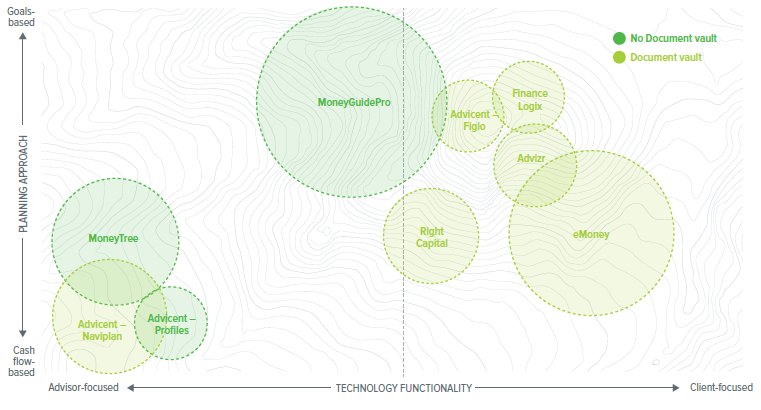 Goals-
based
No Document vault
Document vault
MoneyGuidePro
Finance
Logix
Advicent –
Figlo
Advizr
PLANNING APPROACH
MoneyTree
Right
Capital
eMoney
Advicent –
Naviplan
Advicent –
Profiles
Cash
flow-
based
Advisor-focused
TECHNOLOGY FUNCTIONALITY
Client-focused